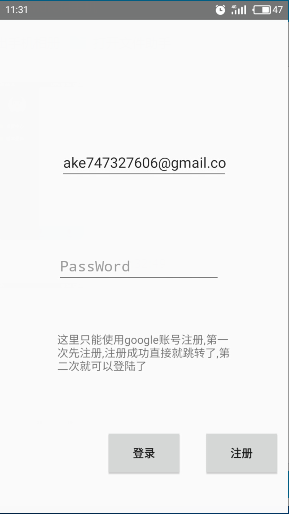 11:31
47
ake747327606@gmail.co
PassWord
这里只能使用google账号注册,第一
次先注册,注册成功直接就跳转了,第
二次就可以登陆了
登录
注册